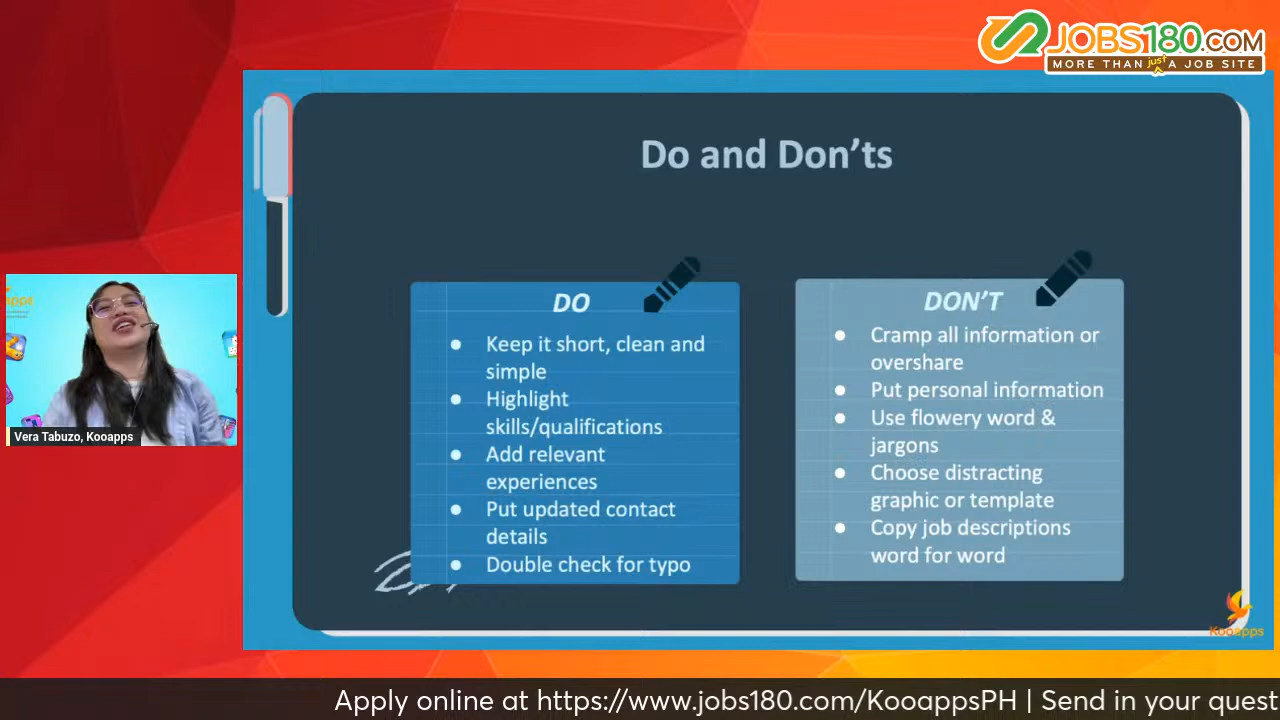 JOBS180.COM
MORE THAN just A JOB SITE
Do and Don'ts
DO
● Keep it short, clean and
simple
● Highlight
skills/qualifications
● Add relevant
experiences
● Put updated contact
details
● Double check for typo
DON'T
● Cramp all information or
overshare
● Put personal information
● Use flowery word &
jargons
● Choose distracting
graphic or template
● Copy job descriptions
word for word
Vera Tabuzo, Kooapps
Kooapps
Apply online at https://www.jobs180.com/KooappsPH | Send in your quest